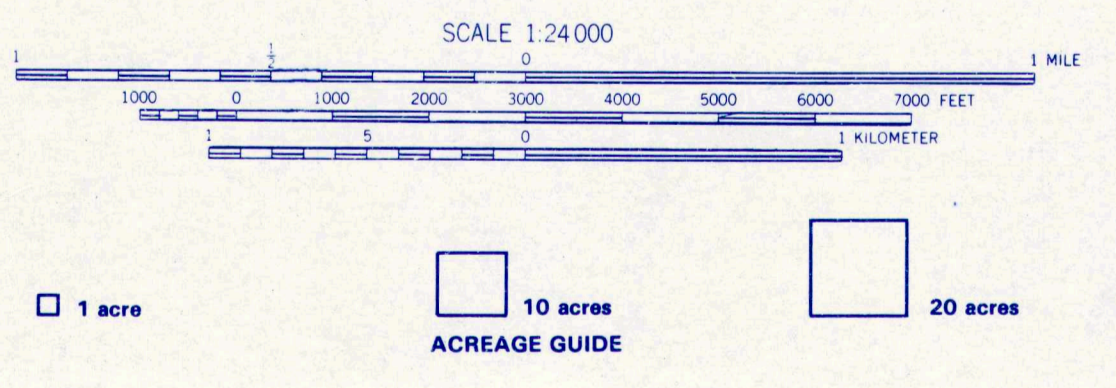 SCALE 1:24 000
1 1/2 0 1 MILE
1000 0 1000 2000 3000 4000 5000 6000 7000 FEET
1 5 0 1 KILOMETER
1 acre 10 acres 20 acres
ACREAGE GUIDE